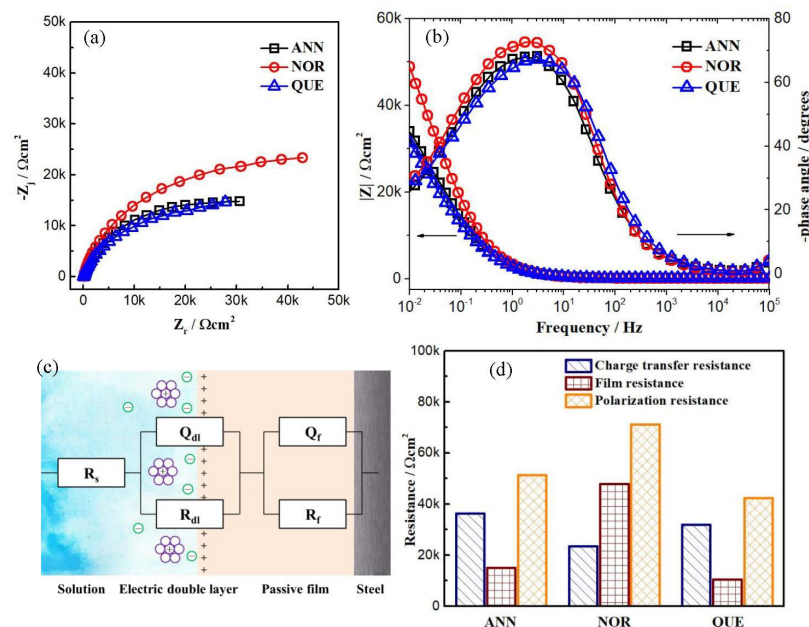 (a)
ANN
NOR
QUE
50k
40k
30k
20k
10k
0
-Zj / Ωcm²
0 10k 20k 30k 40k 50k
Zr / Ωcm²
(b)
ANN
NOR
QUE
60k
40k
20k
0
|Z| / Ωcm²
80
60
40
20
0
-phase angle / degrees
10⁻² 10⁻¹ 10⁰ 10¹ 10² 10³ 10⁴ 10⁵
Frequency / Hz
(c)
Qdl
Qf
Rs
Rdl
Rf
Solution Electric double layer Passive film Steel
(d)
Charge transfer resistance
Film resistance
Polarization resistance
100k
80k
60k
40k
20k
0
Resistance / Ωcm²
ANN NOR QUE